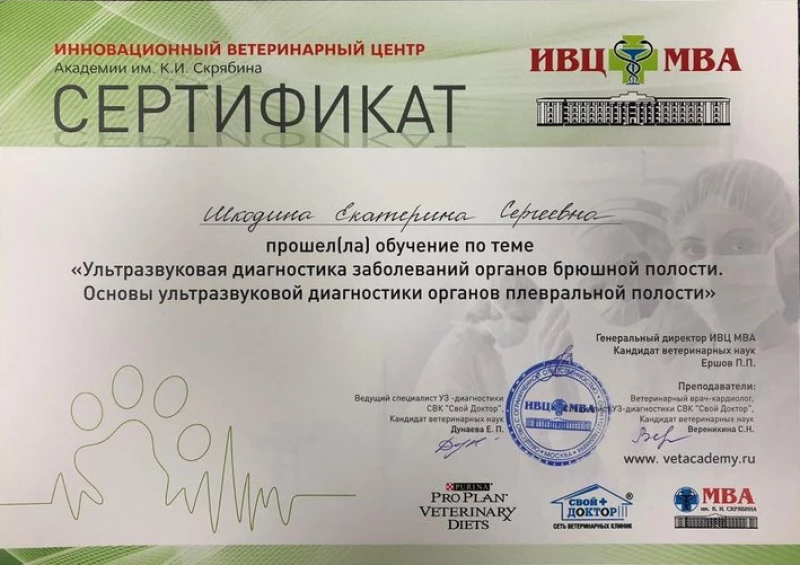 ИННОВАЦИОННЫЙ ВЕТЕРИНАРНЫЙ ЦЕНТР
Академии им. К.И. Скрябина
СЕРТИФИКАТ
ИВЦ МВА
Шкодина Екатерина Сергеевна
прошел(ла) обучение по теме
«Ультразвуковая диагностика заболеваний органов брюшной полости.
Основы ультразвуковой диагностики органов плевральной полости»
Генеральный директор ИВЦ МВА
Кандидат ветеринарных наук
Ершов П.П.
Ведущий специалист УЗ -диагностики
СВК "Свой Доктор",
Кандидат ветеринарных наук
Дунаева Е. П.
Преподаватели:
Ветеринарный врач-кардиолог,
специалист УЗ-диагностики СВК "Свой Доктор",
Кандидат ветеринарных наук
Вереникина С.Н.
ИВЦ МВА
МОСКВА
www. vetacademy.ru
PURINA
PRO PLAN
VETERINARY
DIETS
СВОЙ+
ДОКТОР
СЕТЬ ВЕТЕРИНАРНЫХ КЛИНИК
МВА
ИМ. К. И. СКРЯБИНА